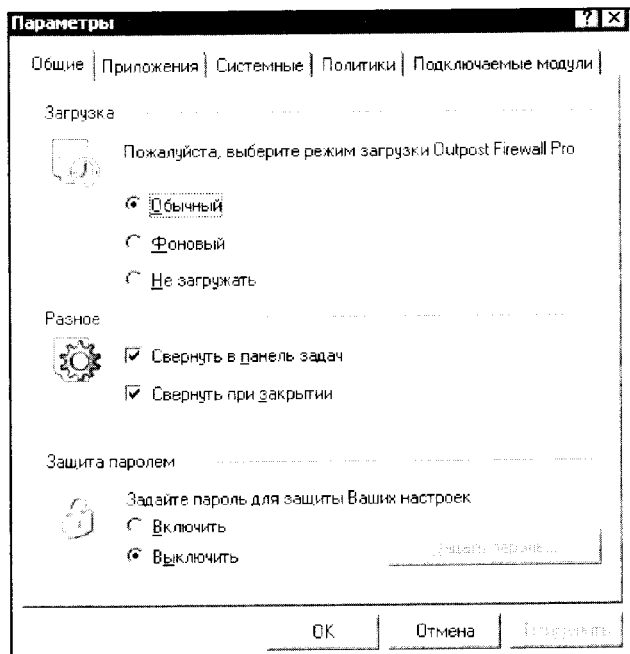 Параметры
Общие Приложения Системные Политики Подключаемые модули
Загрузка
Пожалуйста, выберите режим загрузки Outpost Firewall Pro
Обычный
Фоновый
Не загружать
Разное
Свернуть в панель задач
Свернуть при закрытии
Защита паролем
Задайте пароль для защиты Ваших настроек
Включить
Выключить
OK Отмена